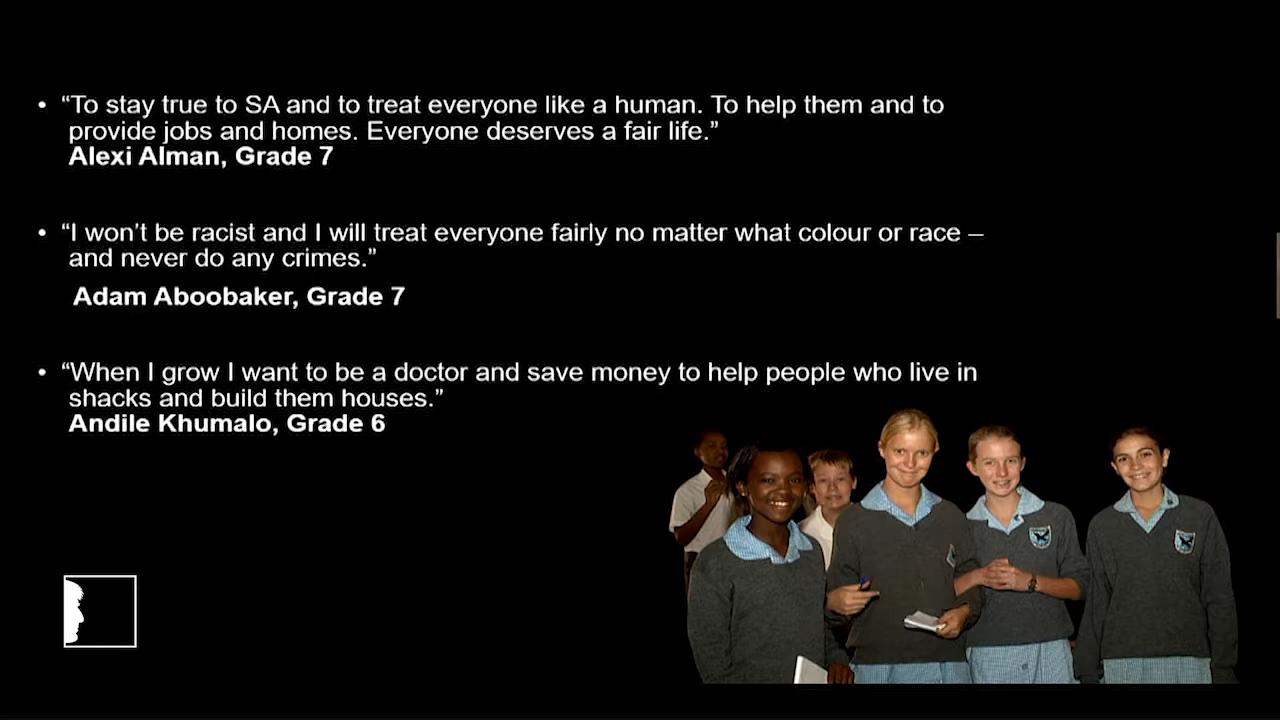 • “To stay true to SA and to treat everyone like a human. To help them and to
provide jobs and homes. Everyone deserves a fair life.”
Alexi Alman, Grade 7
• “I won’t be racist and I will treat everyone fairly no matter what colour or race –
and never do any crimes.”
Adam Aboobaker, Grade 7
• “When I grow I want to be a doctor and save money to help people who live in
shacks and build them houses.”
Andile Khumalo, Grade 6